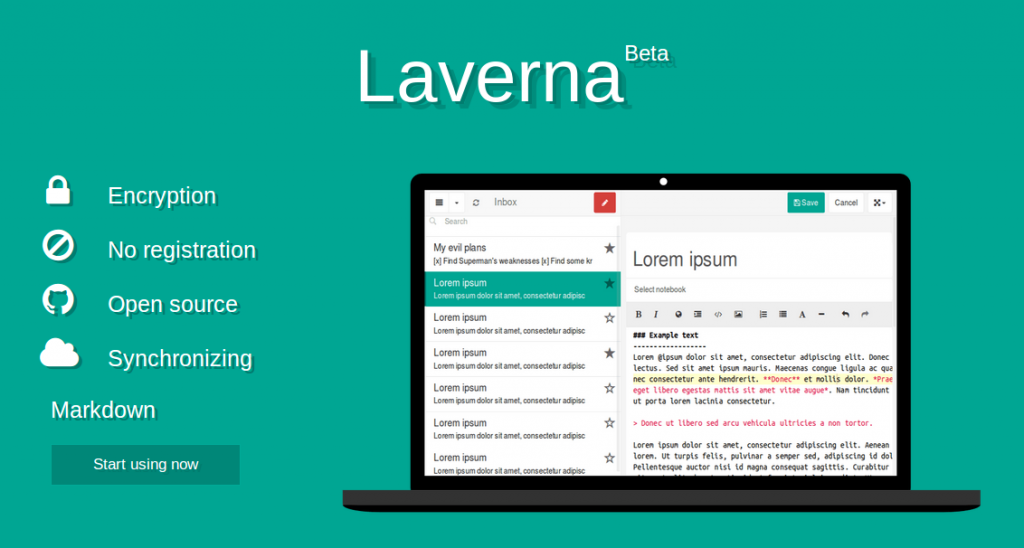 Laverna Beta
Encryption
No registration
Open source
Synchronizing
Markdown
Start using now
Inbox
Search
My evil plans
[x] Find Superman's weaknesses [x] Find some kr
Lorem ipsum
Lorem ipsum dolor sit amet, consectetur adipisc
Lorem ipsum
Lorem ipsum dolor sit amet, consectetur adipisc
Lorem ipsum
Lorem ipsum dolor sit amet, consectetur adipisc
Lorem ipsum
Lorem ipsum dolor sit amet, consectetur adipisc
Lorem ipsum
Lorem ipsum dolor sit amet, consectetur adipisc
Lorem ipsum
Lorem ipsum dolor sit amet, consectetur adipisc
Save Cancel
Lorem ipsum
Select notebook
B I A
### Example text
------------------
Lorem @ipsum dolor sit amet, consectetur adipiscing elit. Donec
lectus. Sed sit amet ipsum mauris. Maecenas congue ligula ac qua
nec consectetur ante hendrerit. **Donec** et mollis dolor. *Prae
eget libero egestas mattis sit amet vitae augue*. Nam tincidunt
ut porta lorem lacinia consectetur.
> Donec ut libero sed arcu vehicula ultricies a non tortor.
Lorem ipsum dolor sit amet, consectetur adipiscing elit. Aenean
lorem. Ut turpis felis, pulvinar a semper sed, adipiscing id dol
Pellentesque auctor nisi id magna consequat sagittis. Curabitur